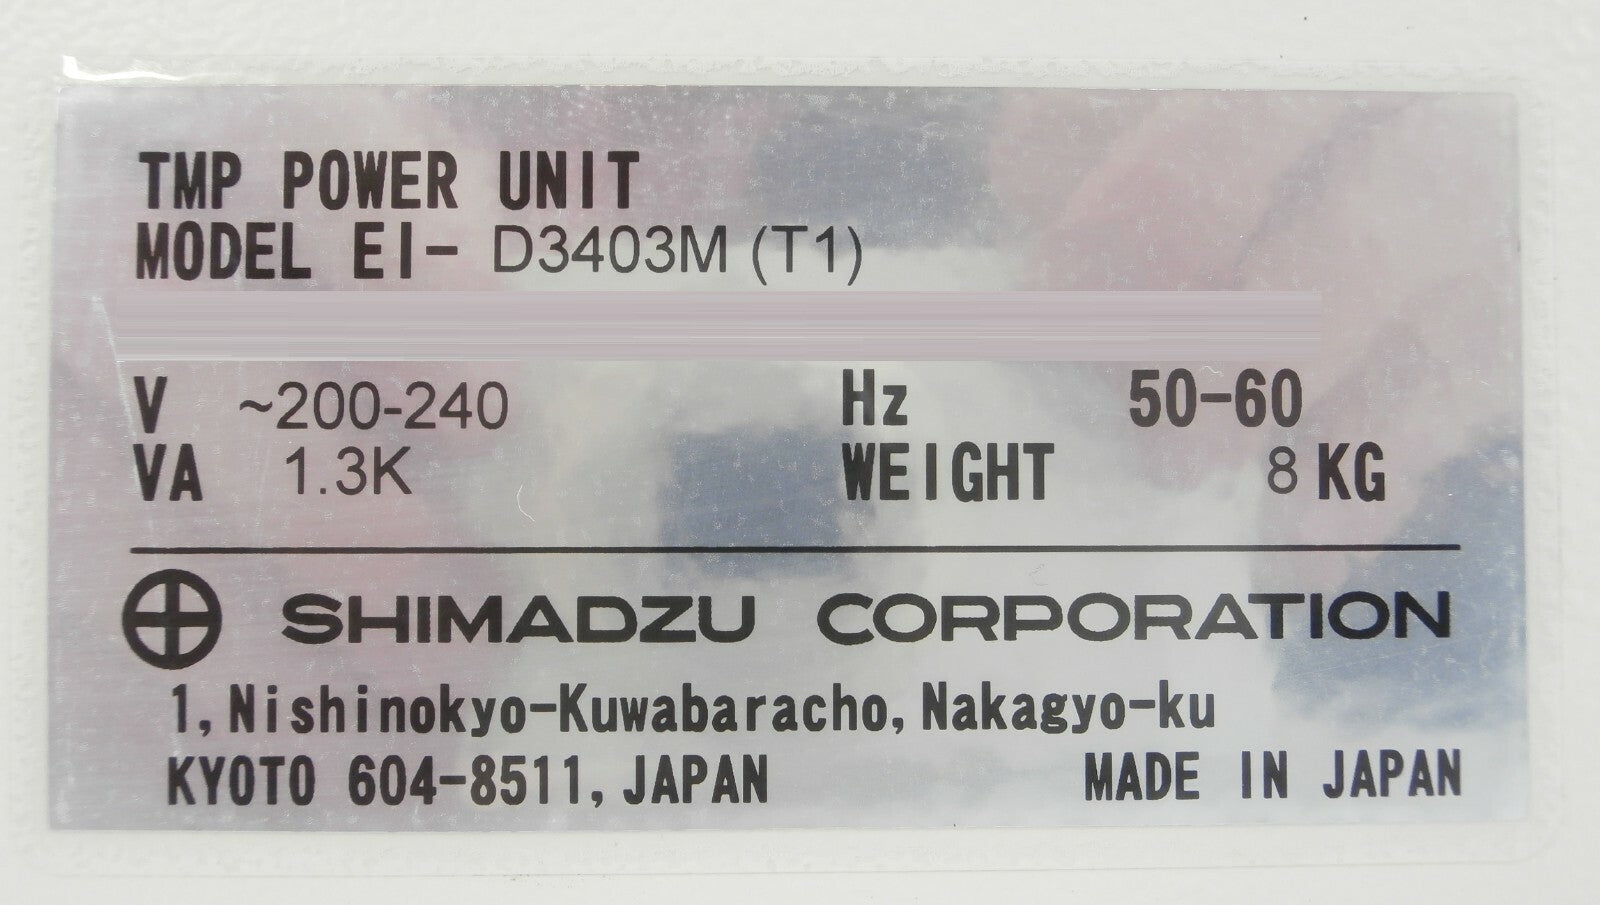 TMP POWER UNIT
MODEL EI- D3403M (T1)
V ~200-240 Hz 50-60
VA 1.3K WEIGHT 8 KG
SHIMADZU CORPORATION
1, Nishinokyo-Kuwabaracho, Nakagyo-ku
KYOTO 604-8511, JAPAN MADE IN JAPAN